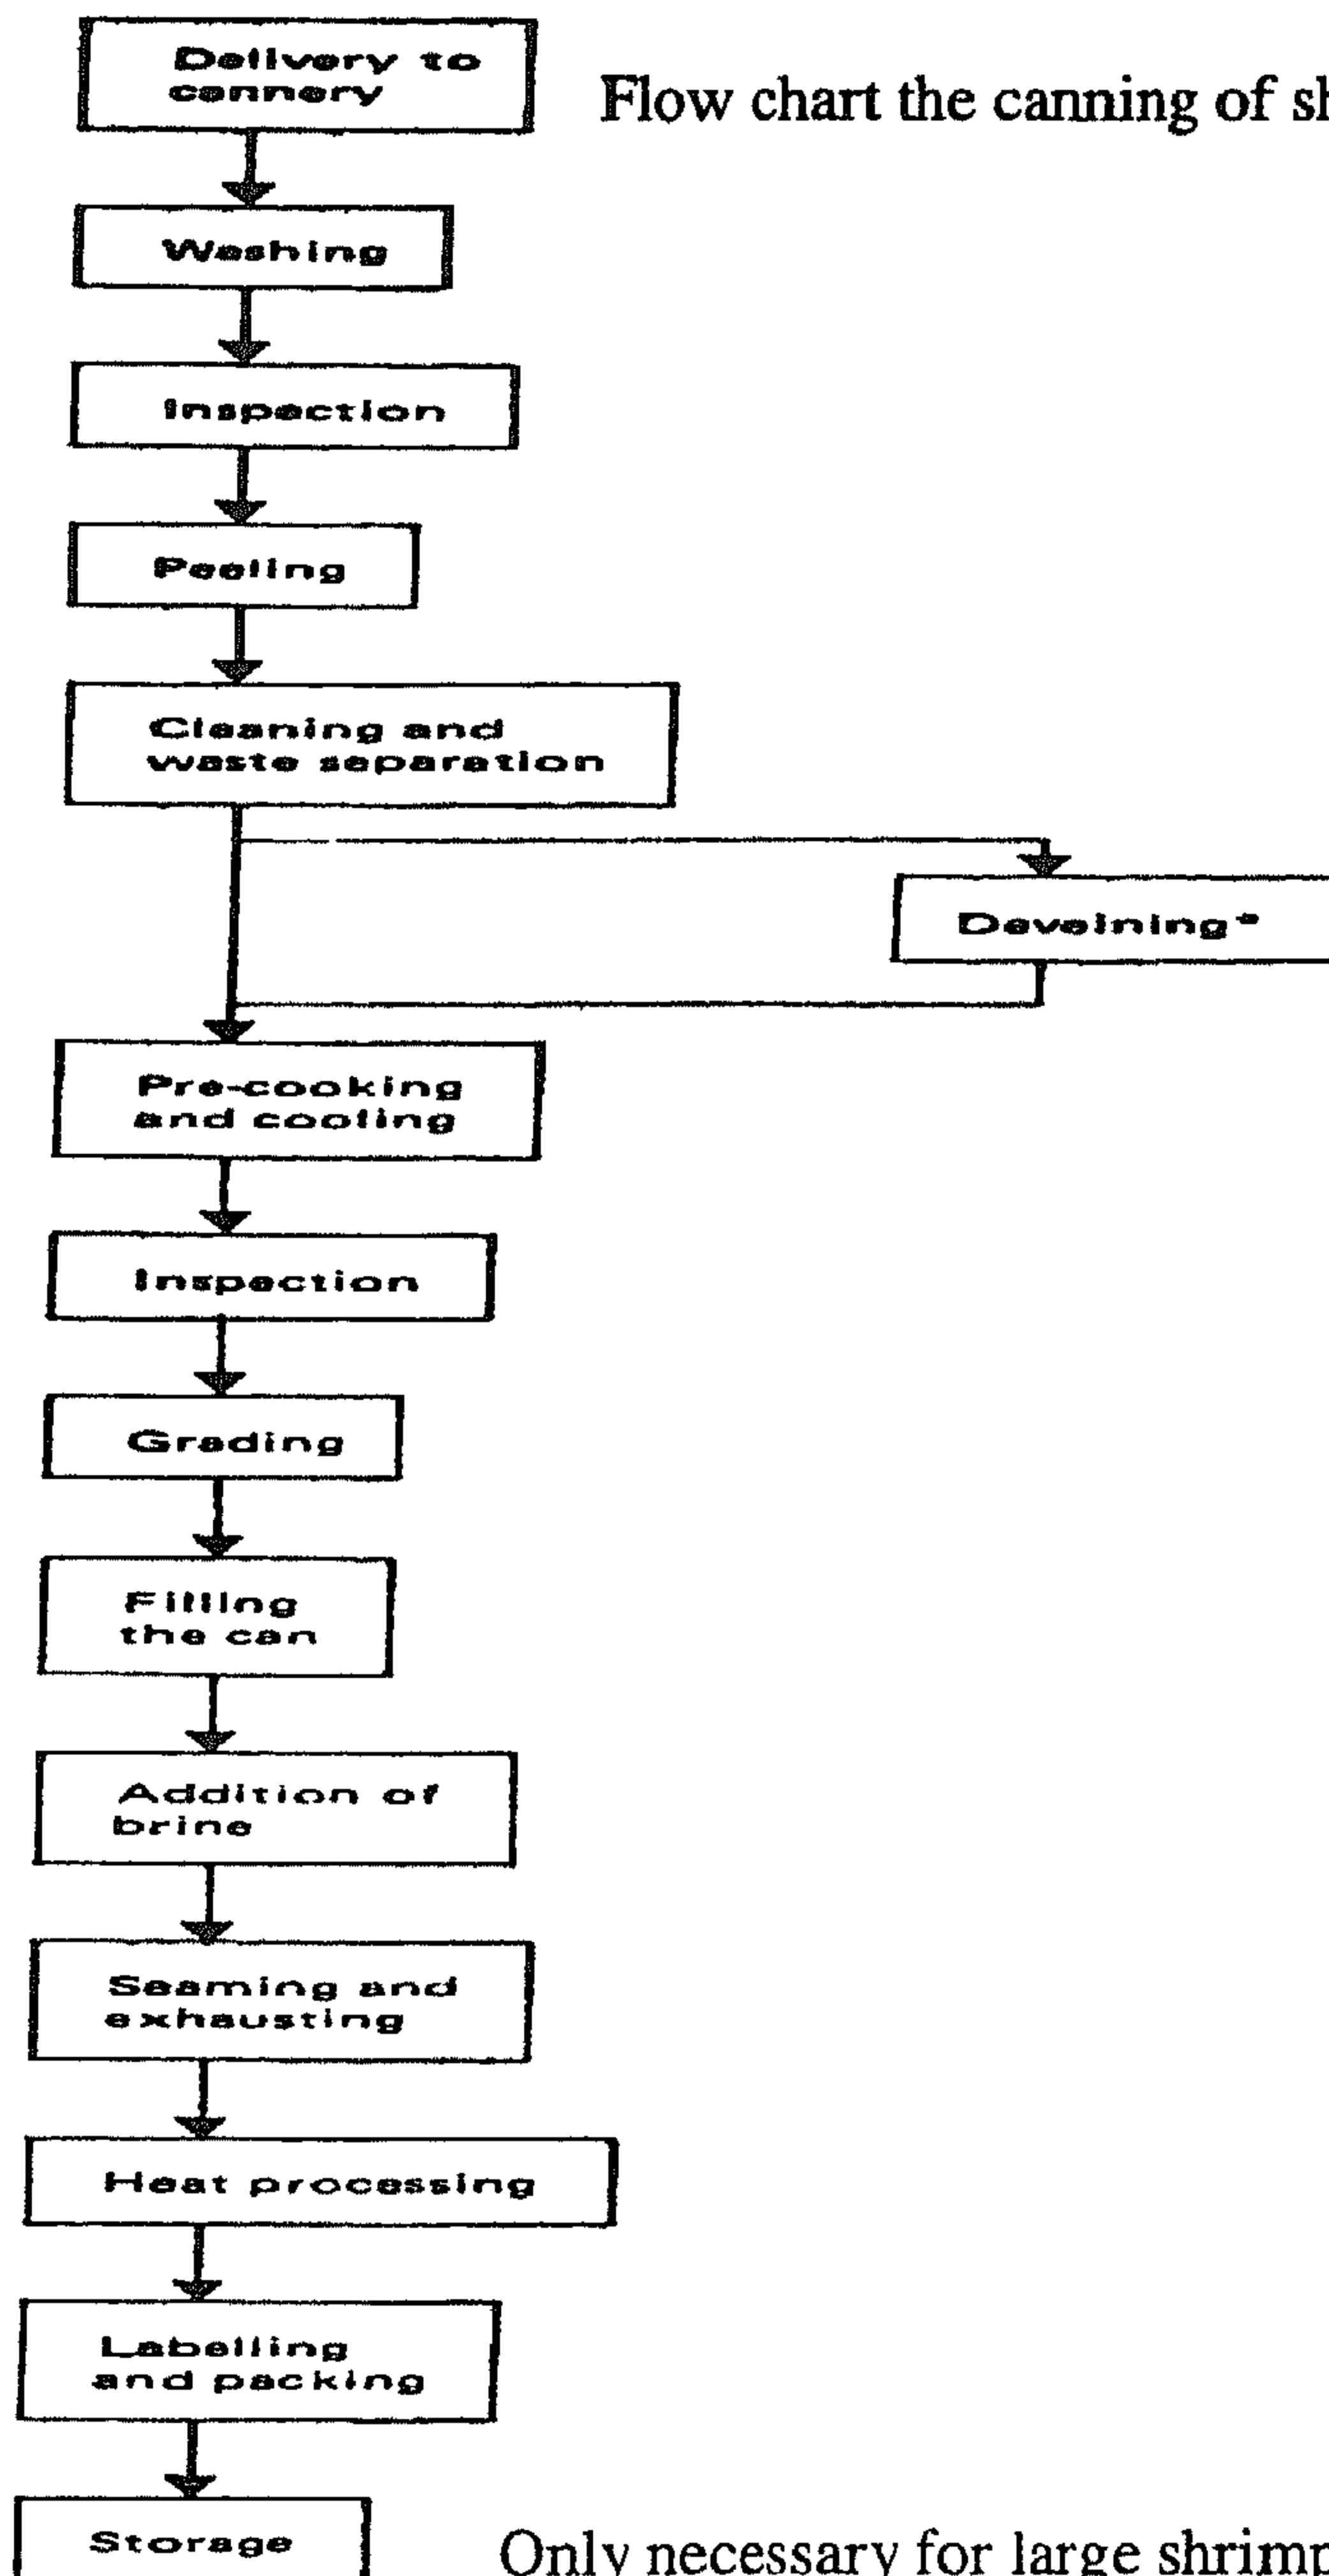 Delivery to
cannery
Flow chart the canning of sh
Washing
Inspection
Peeling
Cleaning and
waste separation
Deveining*
Pre-cooking
and cooling
Inspection
Grading
Filling
the can
Addition of
brine
Seaming and
exhausting
Heat processing
Labelling
and packing
Storage
Only necessary for large shrimp